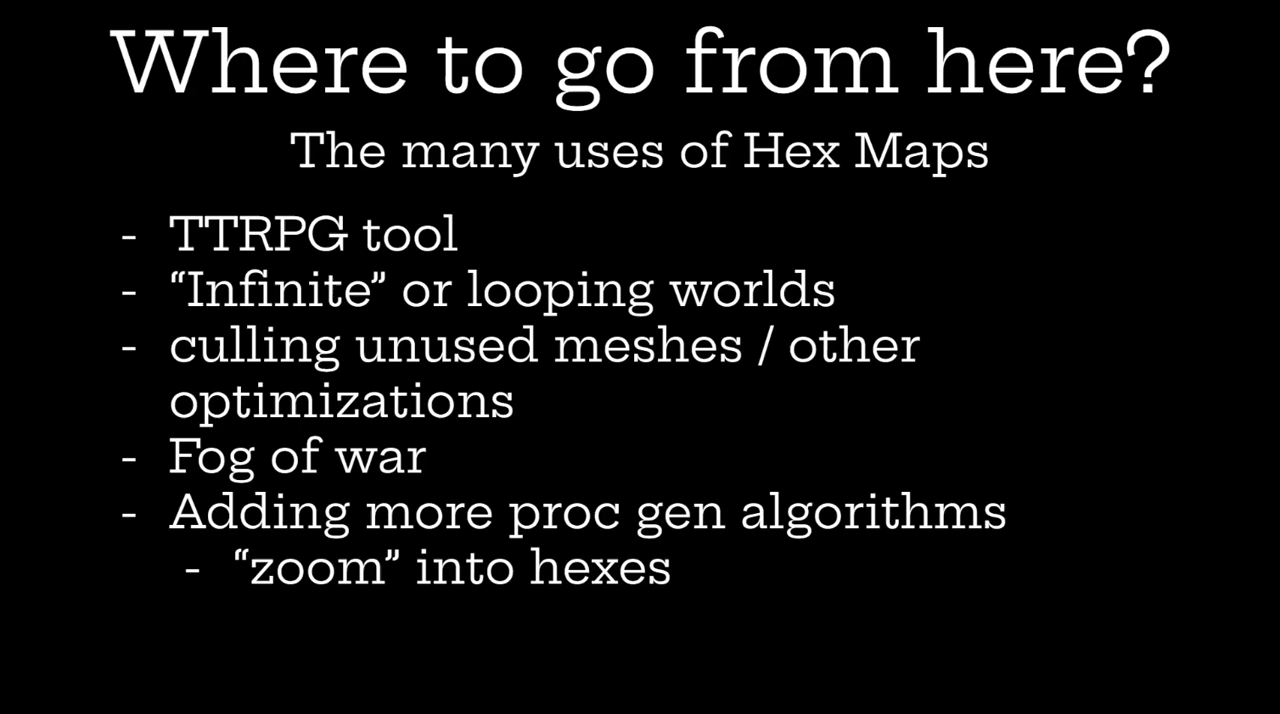 Where to go from here?
The many uses of Hex Maps
- TTRPG tool
- “Infinite” or looping worlds
- culling unused meshes / other
optimizations
- Fog of war
- Adding more proc gen algorithms
- “zoom” into hexes